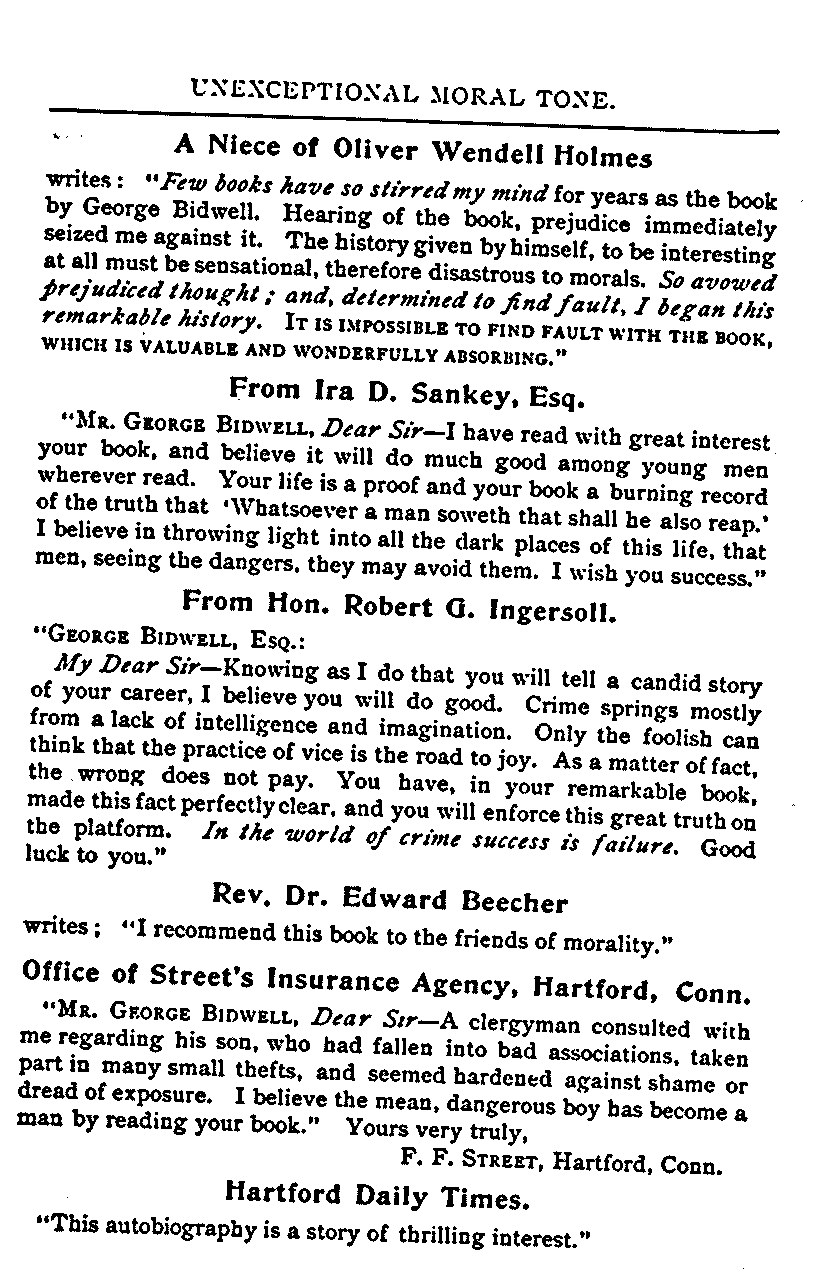 UNEXCEPTIONAL MORAL TONE.
A Niece of Oliver Wendell Holmes
writes: "Few books have so stirred my mind for years as the book
by George Bidwell. Hearing of the book, prejudice immediately
seized me against it. The history given by himself, to be interesting
at all must be sensational, therefore disastrous to morals. So avowed
prejudiced thought; and, determined to find fault, I began this
remarkable history. IT IS IMPOSSIBLE TO FIND FAULT WITH THE BOOK,
WHICH IS VALUABLE AND WONDERFULLY ABSORBING."
From Ira D. Sankey, Esq.
"MR. GEORGE BIDWELL, Dear Sir—I have read with great interest
your book, and believe it will do much good among young men
wherever read. Your life is a proof and your book a burning record
of the truth that 'Whatsoever a man soweth that shall he also reap.'
I believe in throwing light into all the dark places of this life, that
men, seeing the dangers, they may avoid them. I wish you success."
From Hon. Robert G. Ingersoll.
"GEORGE BIDWELL, ESQ.:
My Dear Sir—Knowing as I do that you will tell a candid story
of your career, I believe you will do good. Crime springs mostly
from a lack of intelligence and imagination. Only the foolish can
think that the practice of vice is the road to joy. As a matter of fact,
the wrong does not pay. You have, in your remarkable book,
made this fact perfectly clear, and you will enforce this great truth on
the platform. In the world of crime success is failure. Good
luck to you."
Rev. Dr. Edward Beecher
writes; "I recommend this book to the friends of morality."
Office of Street's Insurance Agency, Hartford, Conn.
"MR. GEORGE BIDWELL, Dear Sir—A clergyman consulted with
me regarding his son, who had fallen into bad associations, taken
part in many small thefts, and seemed hardened against shame or
dread of exposure. I believe the mean, dangerous boy has become a
man by reading your book." Yours very truly,
F. F. STREET, Hartford, Conn.
Hartford Daily Times.
"This autobiography is a story of thrilling interest."